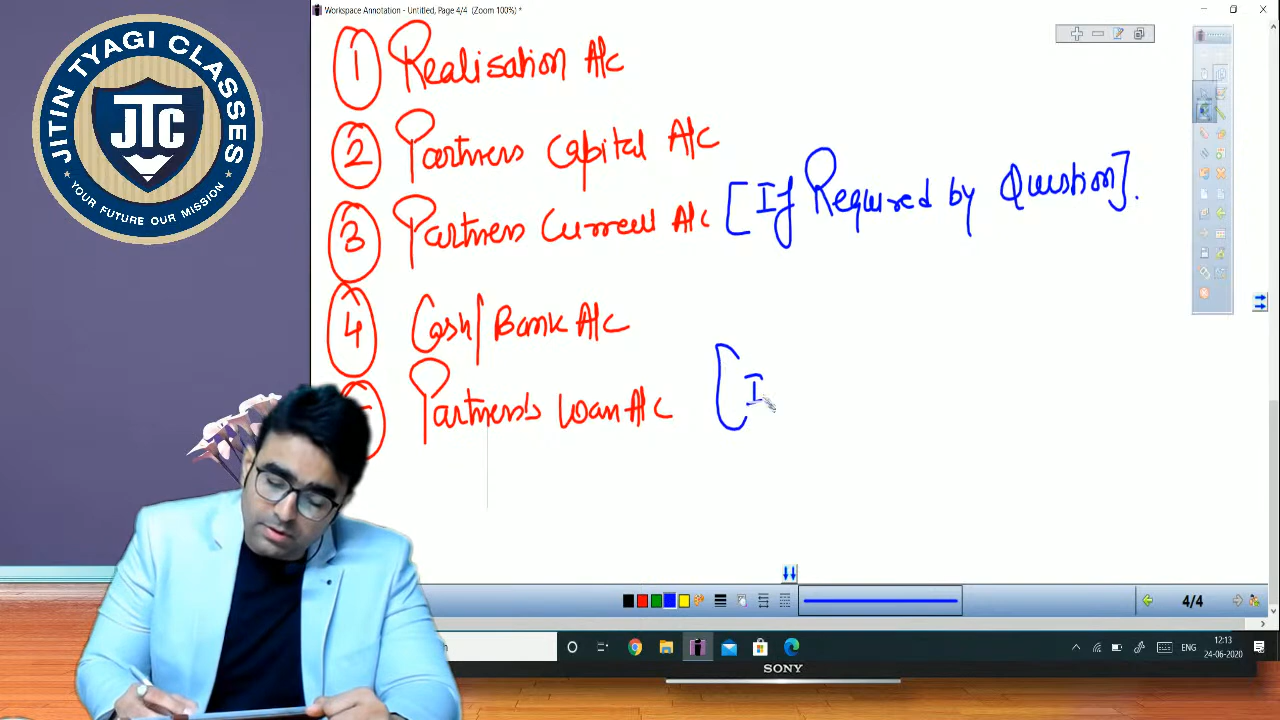 Workspace Annotation - Untitled, Page 4/4 (Zoom 100%) *
JITIN TYAGI CLASSES
JTC
YOUR FUTURE OUR MISSION
1 Realisation A/c
2 Partners Capital A/c
3 Partners Current A/c [If Required by Question].
4 Cash/Bank A/c
Partners's Loan A/c [I
4/4
ENG
12:13
24-06-2020
SONY